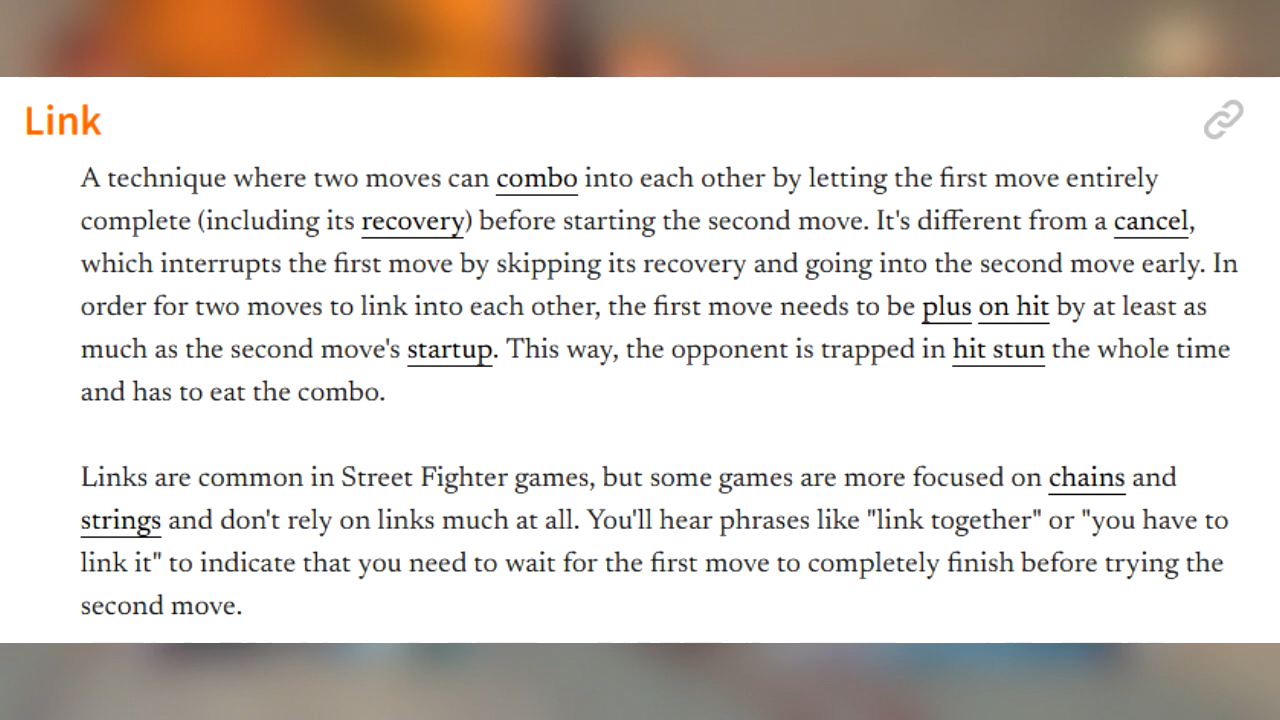 Link
A technique where two moves can combo into each other by letting the first move entirely
complete (including its recovery) before starting the second move. It's different from a cancel,
which interrupts the first move by skipping its recovery and going into the second move early. In
order for two moves to link into each other, the first move needs to be plus on hit by at least as
much as the second move's startup. This way, the opponent is trapped in hit stun the whole time
and has to eat the combo.
Links are common in Street Fighter games, but some games are more focused on chains and
strings and don't rely on links much at all. You'll hear phrases like "link together" or "you have to
link it" to indicate that you need to wait for the first move to completely finish before trying the
second move.